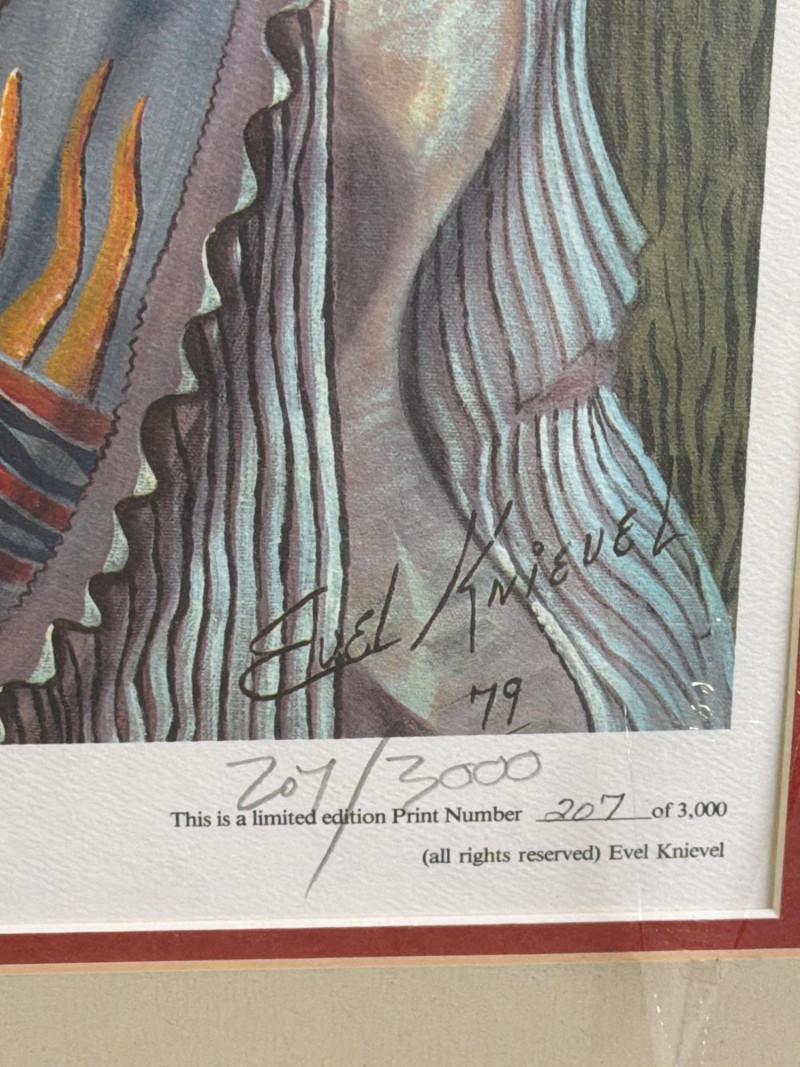 Evel Knievel
79
207/3000
This is a limited edition Print Number 207 of 3,000
(all rights reserved) Evel Knievel